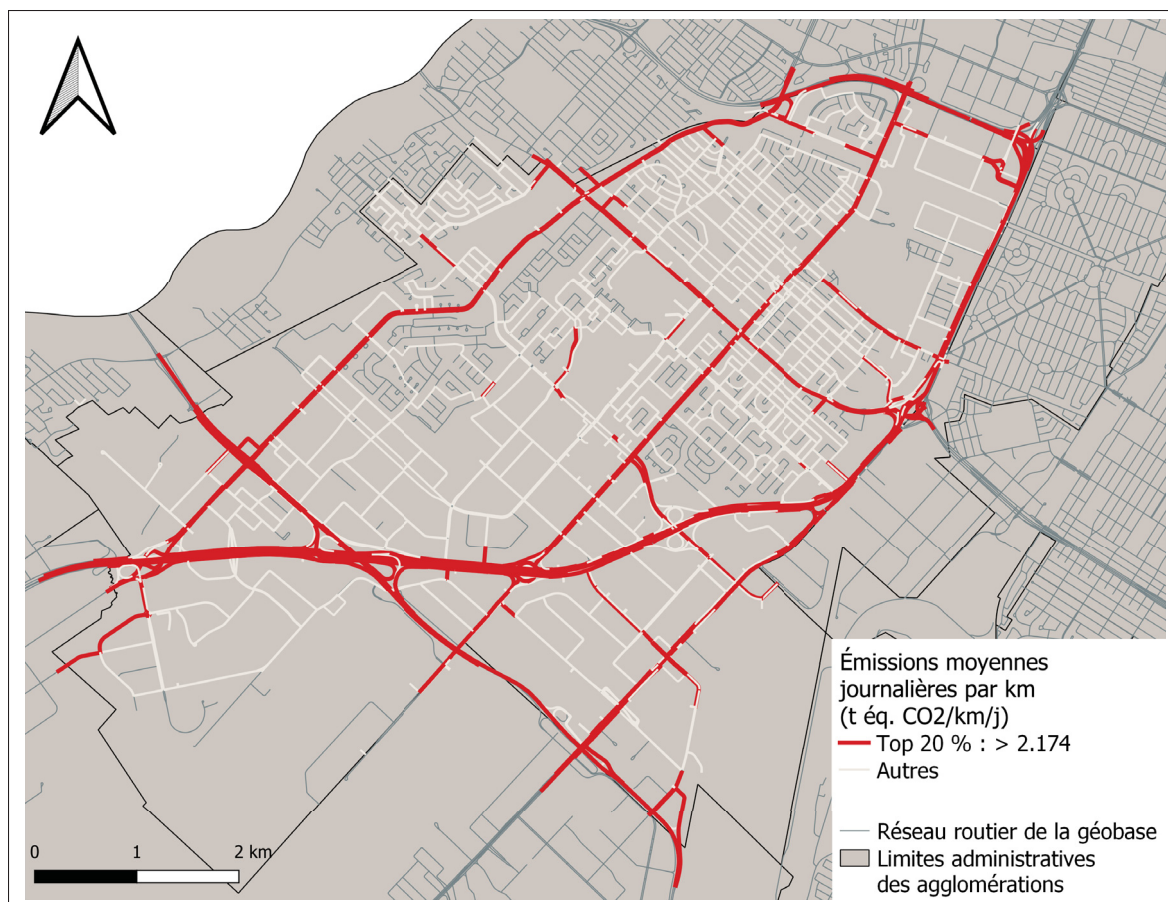 Émissions moyennes
journalières par km
(t éq. CO2/km/j)
Top 20 % : > 2.174
Autres
Réseau routier de la géobase
Limites administratives
des agglomérations
0 1 2 km